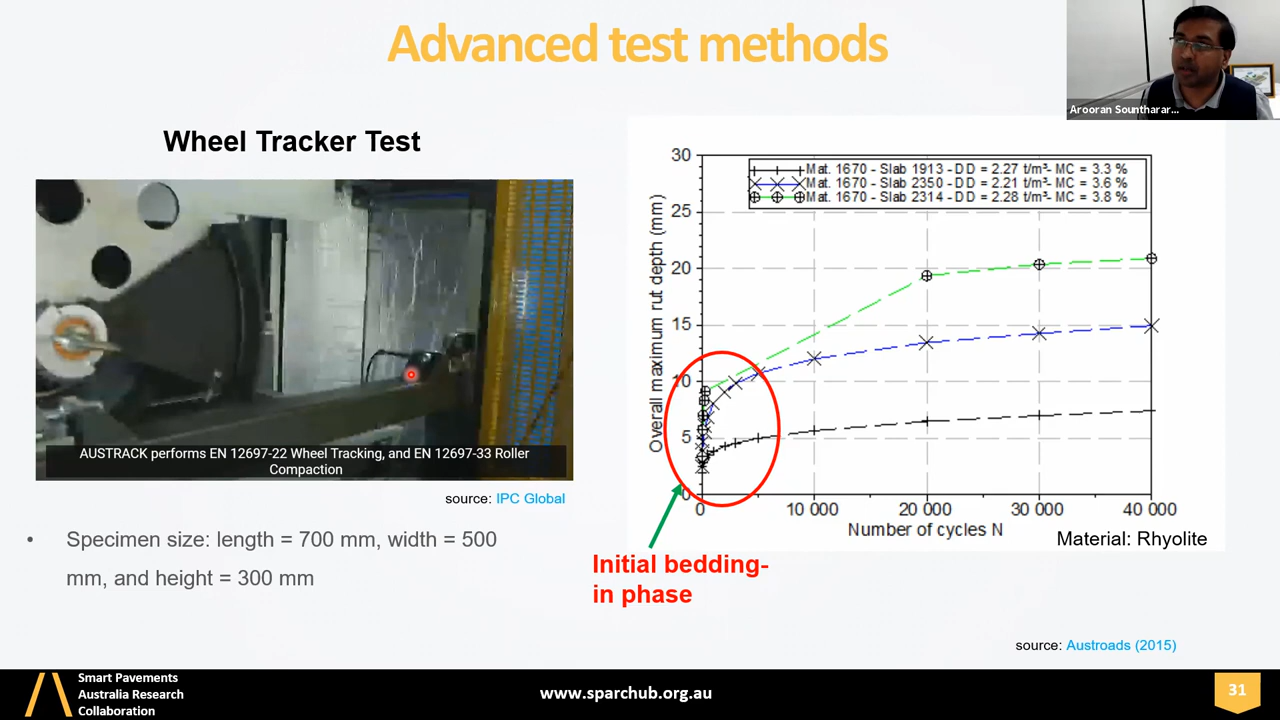 Advanced test methods
Arooran Sountharar...
Wheel Tracker Test
AUSTRACK performs EN 12697-22 Wheel Tracking, and EN 12697-33 Roller
Compaction
source: IPC Global
• Specimen size: length = 700 mm, width = 500
mm, and height = 300 mm
Mat. 1670 - Slab 1913 - DD = 2.27 t/m³- MC = 3.3 %
Mat. 1670 - Slab 2350 - DD = 2.21 t/m³- MC = 3.6 %
Mat. 1670 - Slab 2314 - DD = 2.28 t/m³- MC = 3.8 %
Overall maximum rut depth (mm)
30
25
20
15
10
5
0
0 10 000 20 000 30 000 40 000
Number of cycles N
Material: Rhyolite
Initial bedding-
in phase
source: Austroads (2015)
Smart Pavements
Australia Research
Collaboration
www.sparchub.org.au
31